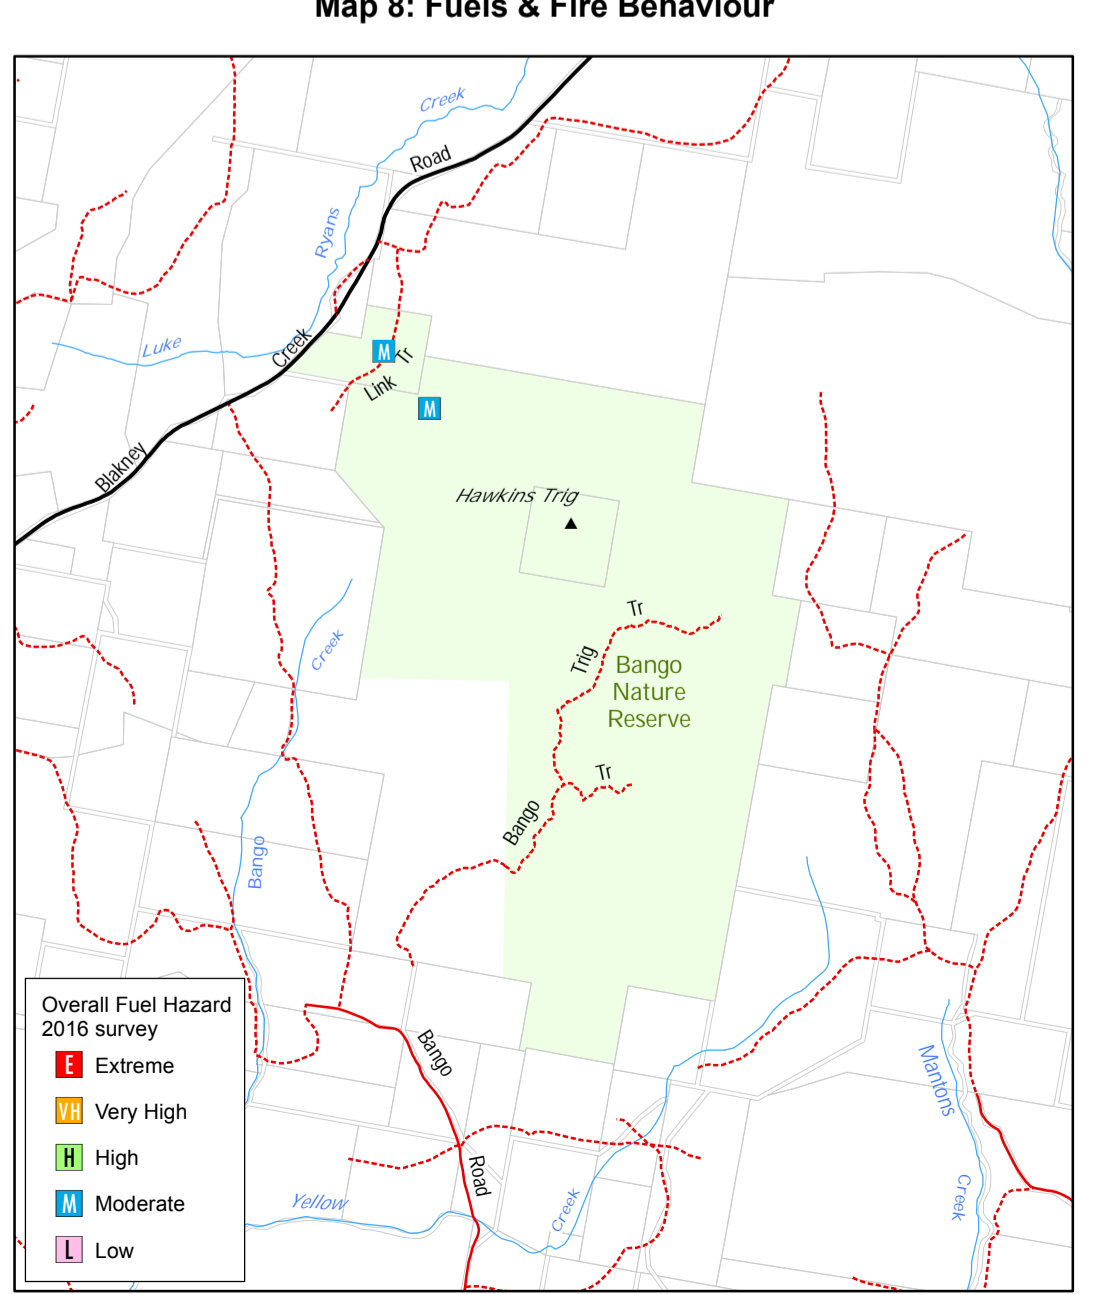 Map 8: Fuels & Fire Behaviour
Creek
Road
Ryans
Luke
Creek
M
Tr
Link
M
Blakney
Hawkins Trig
Tr
Creek
Trig
Bango
Nature
Reserve
Tr
Bango
Bango
Overall Fuel Hazard
2016 survey
E Extreme
VH Very High
H High
M Moderate
L Low
Bango
Mantons
Road
Creek
Yellow
Creek